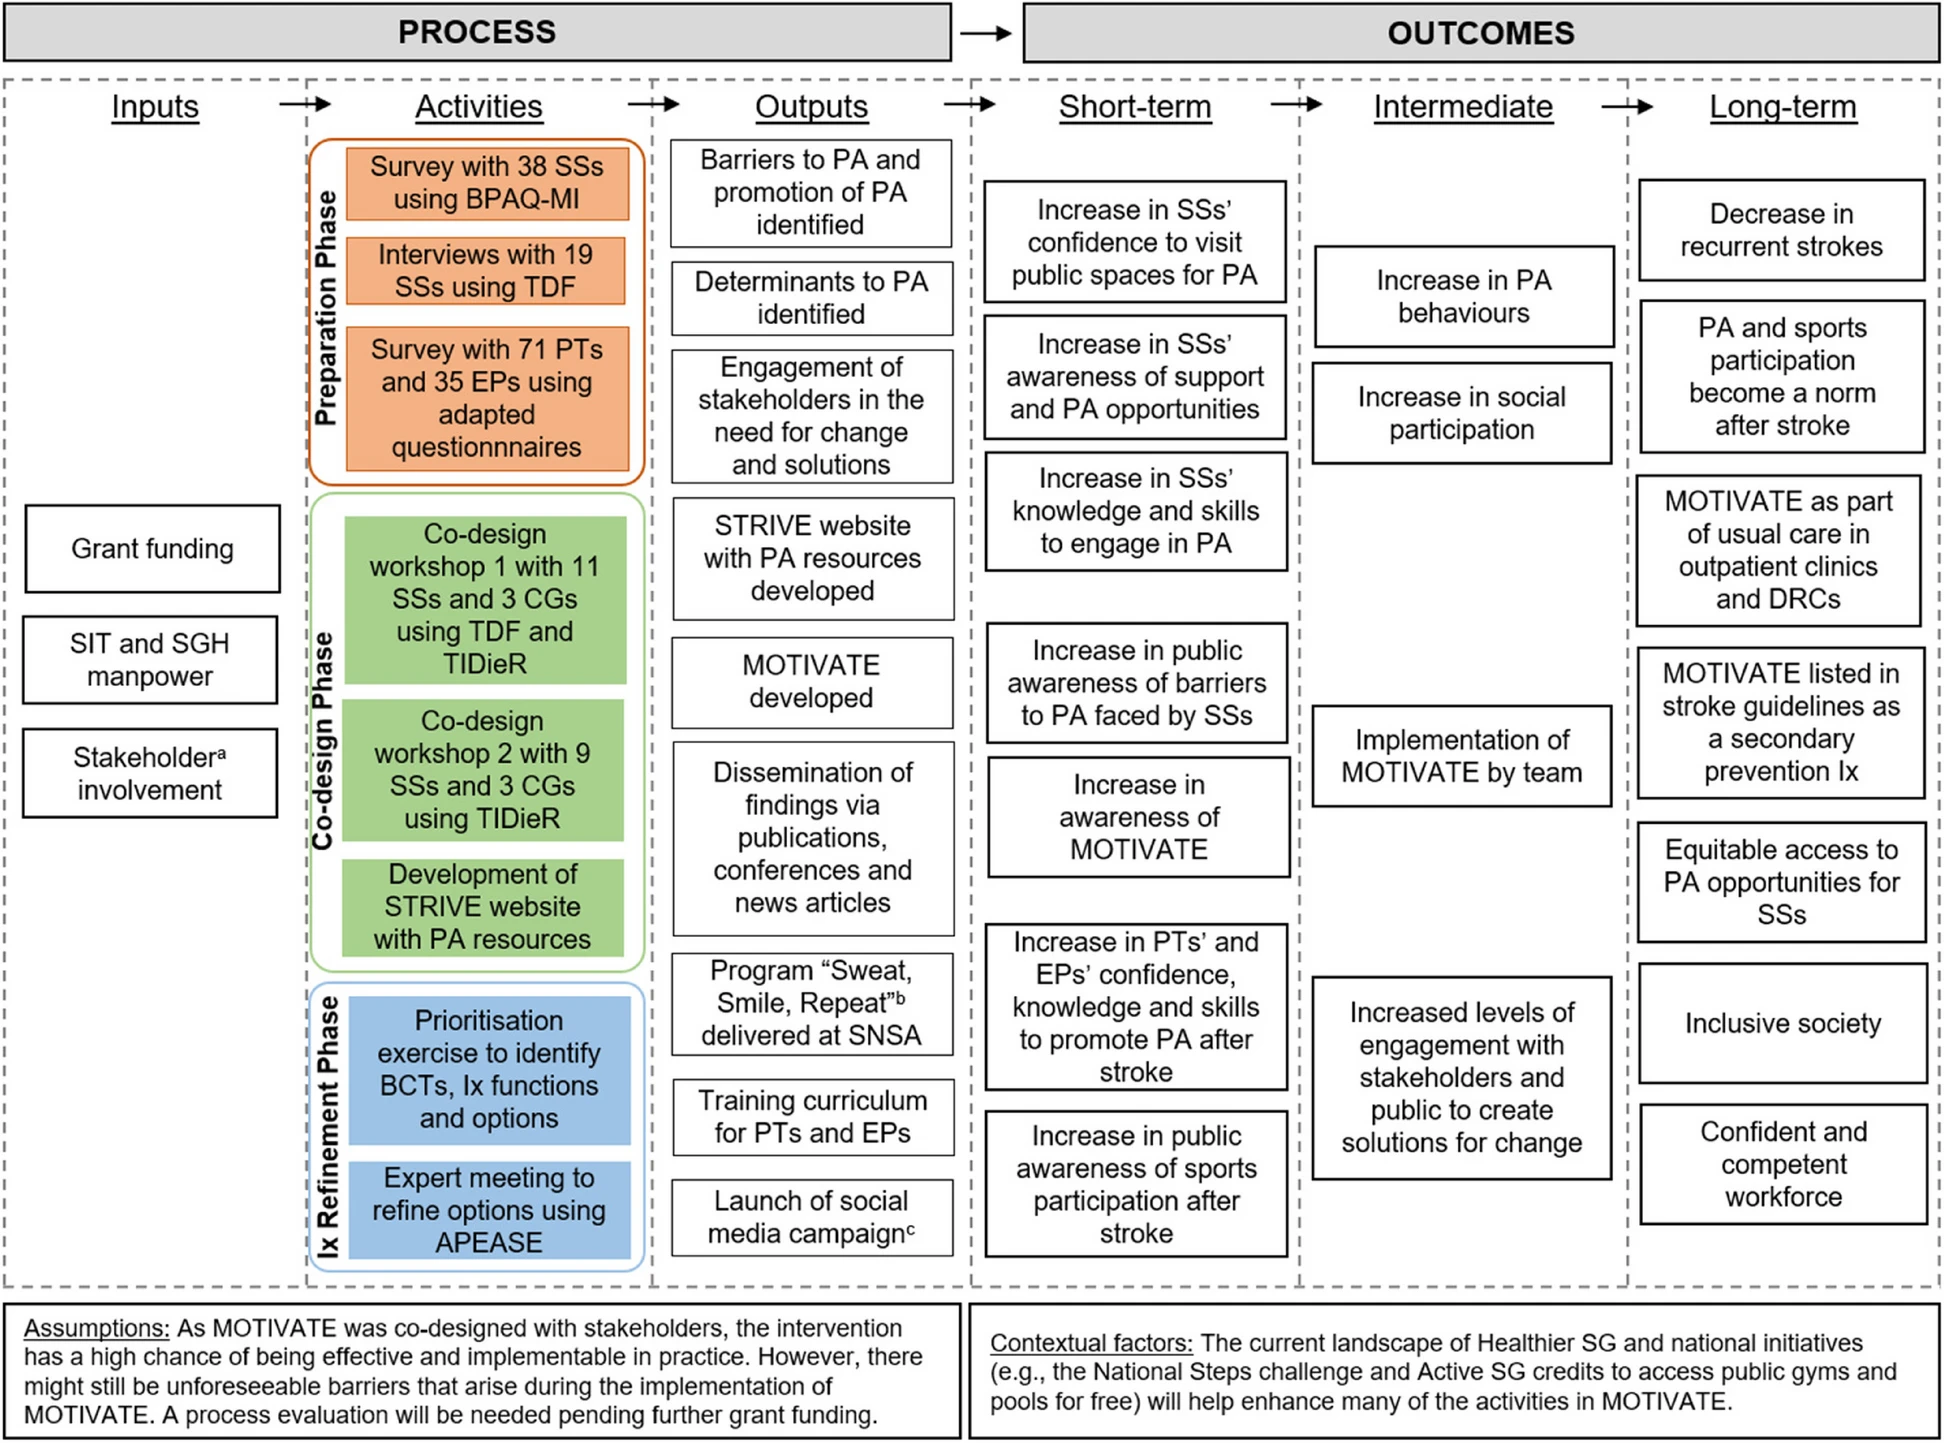 PROCESS
OUTCOMES
Inputs
Activities
Outputs
Short-term
Intermediate
Long-term
Grant funding
SIT and SGH
manpower
Stakeholderᵃ
involvement
Preparation Phase
Survey with 38 SSs
using BPAQ-MI
Interviews with 19
SSs using TDF
Survey with 71 PTs
and 35 EPs using
adapted
questionnnaires
Co-design Phase
Co-design
workshop 1 with 11
SSs and 3 CGs
using TDF and
TIDieR
Co-design
workshop 2 with 9
SSs and 3 CGs
using TIDieR
Development of
STRIVE website
with PA resources
Ix Refinement Phase
Prioritisation
exercise to identify
BCTs, Ix functions
and options
Expert meeting to
refine options using
APEASE
Barriers to PA and
promotion of PA
identified
Determinants to PA
identified
Engagement of
stakeholders in the
need for change
and solutions
STRIVE website
with PA resources
developed
MOTIVATE
developed
Dissemination of
findings via
publications,
conferences and
news articles
Program “Sweat,
Smile, Repeat”ᵇ
delivered at SNSA
Training curriculum
for PTs and EPs
Launch of social
media campaignᶜ
Increase in SSs’
confidence to visit
public spaces for PA
Increase in SSs’
awareness of support
and PA opportunities
Increase in SSs’
knowledge and skills
to engage in PA
Increase in public
awareness of barriers
to PA faced by SSs
Increase in
awareness of
MOTIVATE
Increase in PTs’ and
EPs’ confidence,
knowledge and skills
to promote PA after
stroke
Increase in public
awareness of sports
participation after
stroke
Increase in PA
behaviours
Increase in social
participation
Implementation of
MOTIVATE by team
Increased levels of
engagement with
stakeholders and
public to create
solutions for change
Decrease in
recurrent strokes
PA and sports
participation
become a norm
after stroke
MOTIVATE as part
of usual care in
outpatient clinics
and DRCs
MOTIVATE listed in
stroke guidelines as
a secondary
prevention Ix
Equitable access to
PA opportunities for
SSs
Inclusive society
Confident and
competent
workforce
Assumptions: As MOTIVATE was co-designed with stakeholders, the intervention
has a high chance of being effective and implementable in practice. However, there
might still be unforeseeable barriers that arise during the implementation of
MOTIVATE. A process evaluation will be needed pending further grant funding.
Contextual factors: The current landscape of Healthier SG and national initiatives
(e.g., the National Steps challenge and Active SG credits to access public gyms and
pools for free) will help enhance many of the activities in MOTIVATE.